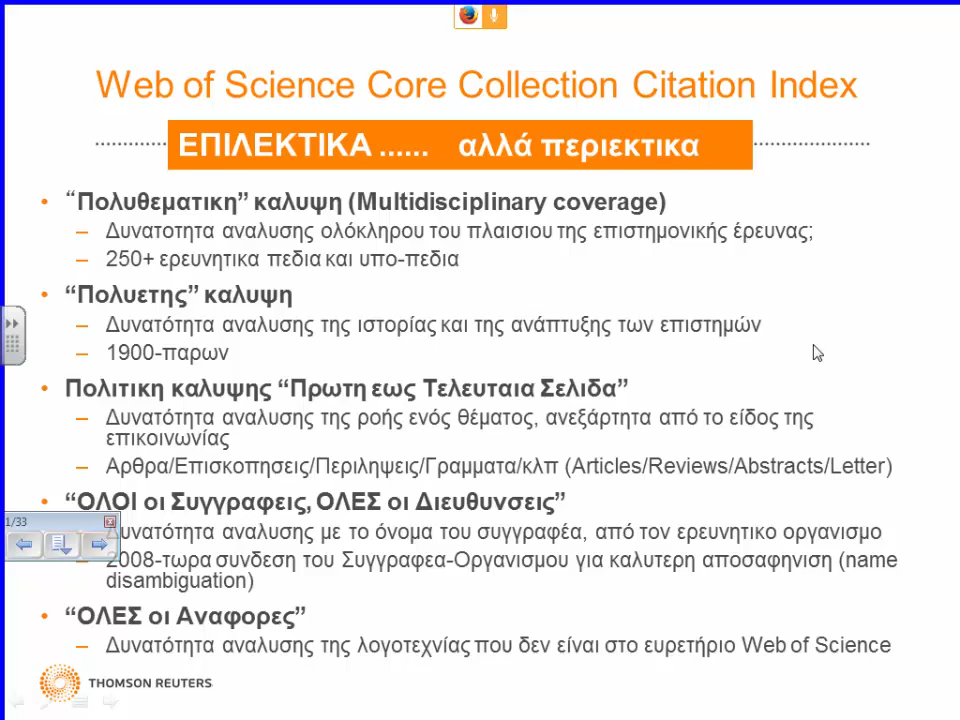 Web of Science Core Collection Citation Index
ΕΠΙΛΕΚΤΙΚΑ ...... αλλά περιεκτικα
• “Πολυθεματικη” καλυψη (Multidisciplinary coverage)
– Δυνατοτητα αναλυσης ολόκληρου του πλαισιου της επιστημονικής έρευνας;
– 250+ ερευνητικα πεδια και υπο-πεδια
• “Πολυετης” καλυψη
– Δυνατότητα αναλυσης της ιστορίας και της ανάπτυξης των επιστημών
– 1900-παρων
• Πολιτικη καλυψης “Πρωτη εως Τελευταια Σελιδα”
– Δυνατότητα αναλυσης της ροής ενός θέματος, ανεξάρτητα από το είδος της
επικοινωνίας
– Αρθρα/Επισκοπησεις/Περιληψεις/Γραμματα/κλπ (Articles/Reviews/Abstracts/Letter)
• “ΟΛΟΙ οι Συγγραφεις, ΟΛΕΣ οι Διευθυνσεις”
1/33
Δυνατότητα αναλυσης με το όνομα του συγγραφέα, από τον ερευνητικο οργανισμο
– 2008-τωρα συνδεση του Συγγραφεα-Οργανισμου για καλυτερη αποσαφηνιση (name
disambiguation)
• “ΟΛΕΣ οι Αναφορες”
– Δυνατότητα αναλυσης της λογοτεχνίας που δεν είναι στο ευρετήριο Web of Science
THOMSON REUTERS